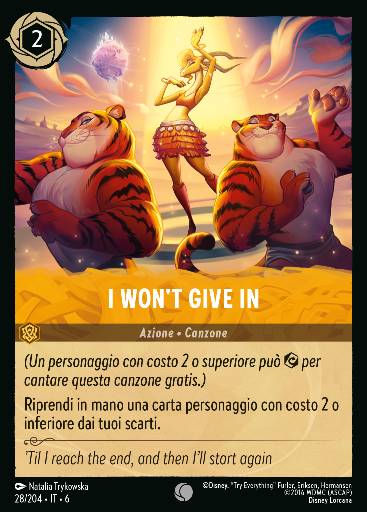 2
I WON'T GIVE IN
Azione • Canzone
(Un personaggio con costo 2 o superiore può per
cantare questa canzone gratis.)
Riprendi in mano una carta personaggio con costo 2 o
inferiore dai tuoi scarti.
'Til I reach the end, and then I'll start again
Natalia Trykowska
28/204 • IT • 6
©Disney. "Try Everything" Furler, Eriksen, Hermansen
©2016 WDMC (ASCAP)
Disney Lorcana